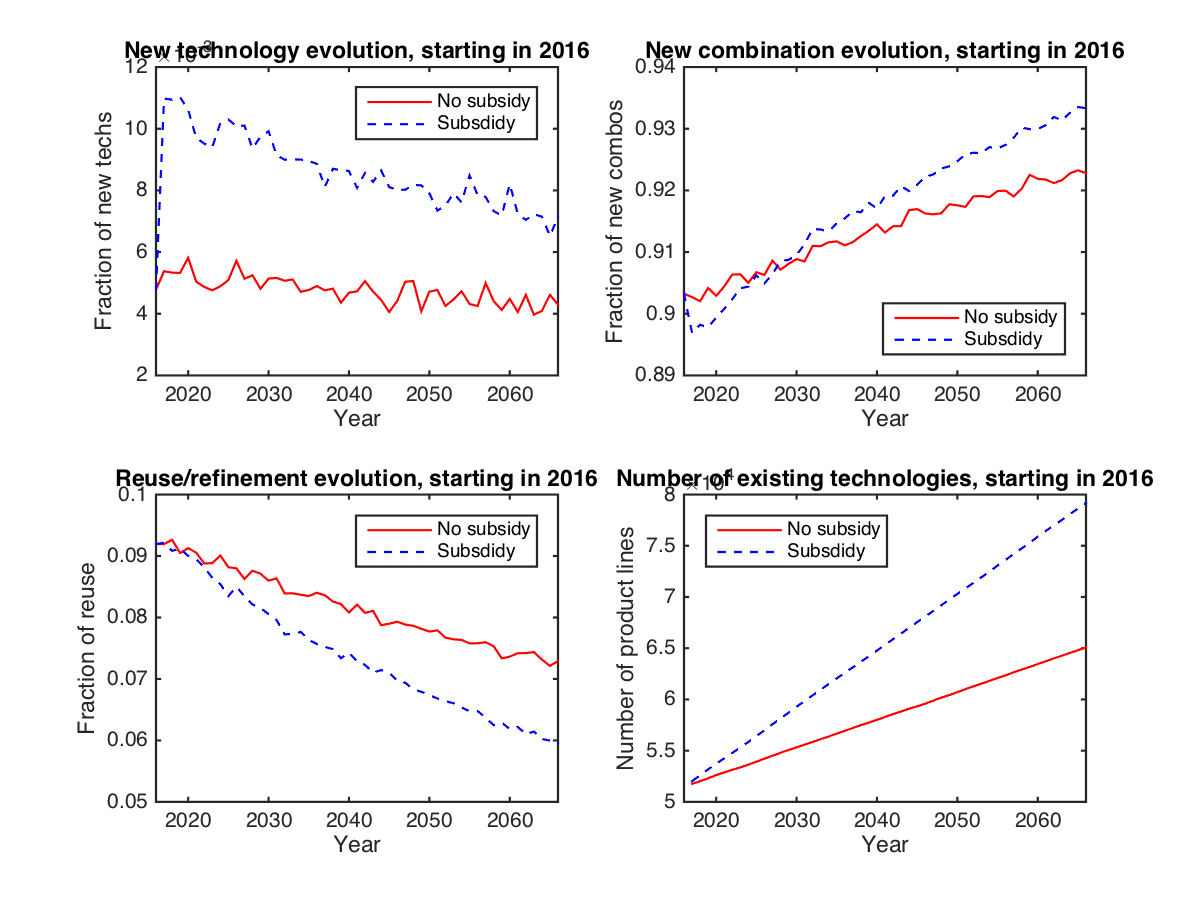 New technology evolution, starting in 2016
×10⁻³
12
10
8
6
4
2
Fraction of new techs
No subsidy
Subsdidy
2020 2030 2040 2050 2060
Year
New combination evolution, starting in 2016
0.94
0.93
0.92
0.91
0.9
0.89
Fraction of new combos
No subsidy
Subsdidy
2020 2030 2040 2050 2060
Year
Reuse/refinement evolution, starting in 2016
0.1
0.09
0.08
0.07
0.06
0.05
Fraction of reuse
No subsidy
Subsdidy
2020 2030 2040 2050 2060
Year
Number of existing technologies, starting in 2016
×10⁴
8
7.5
7
6.5
6
5.5
5
Number of product lines
No subsidy
Subsdidy
2020 2030 2040 2050 2060
Year